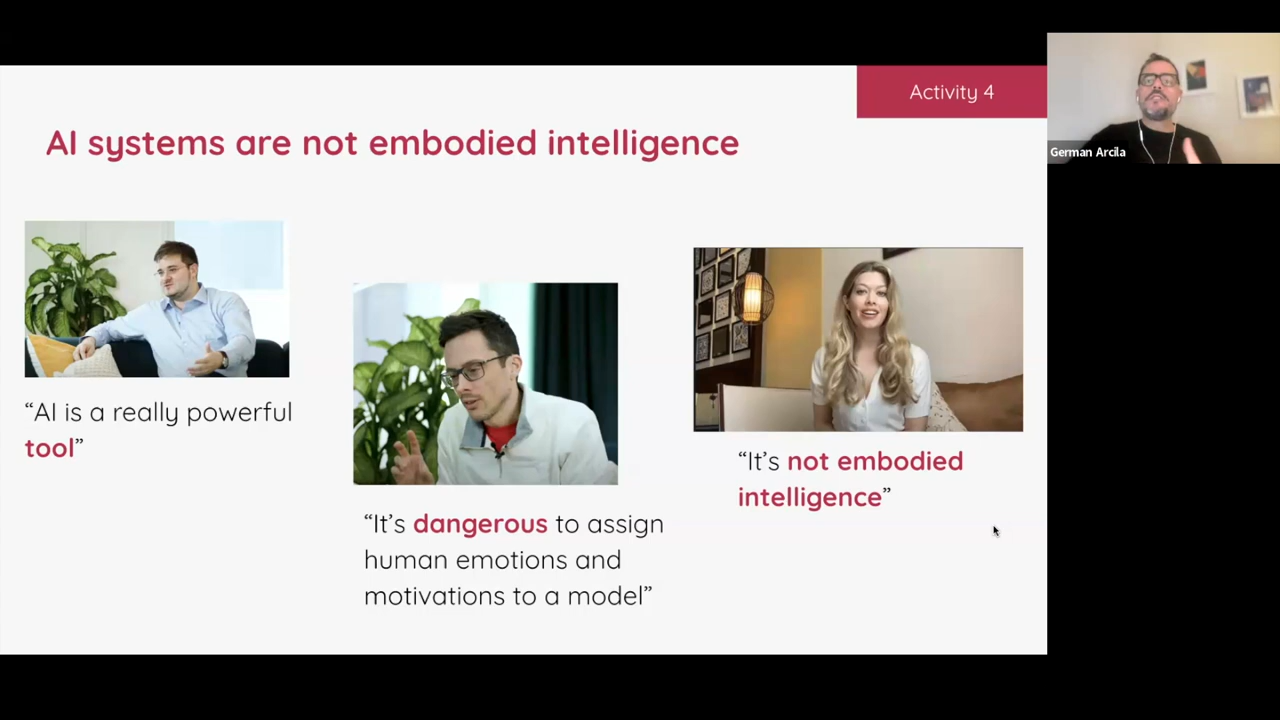 Activity 4
AI systems are not embodied intelligence
German Arcila
“AI is a really powerful
tool”
“It’s dangerous to assign
human emotions and
motivations to a model”
“It’s not embodied
intelligence”